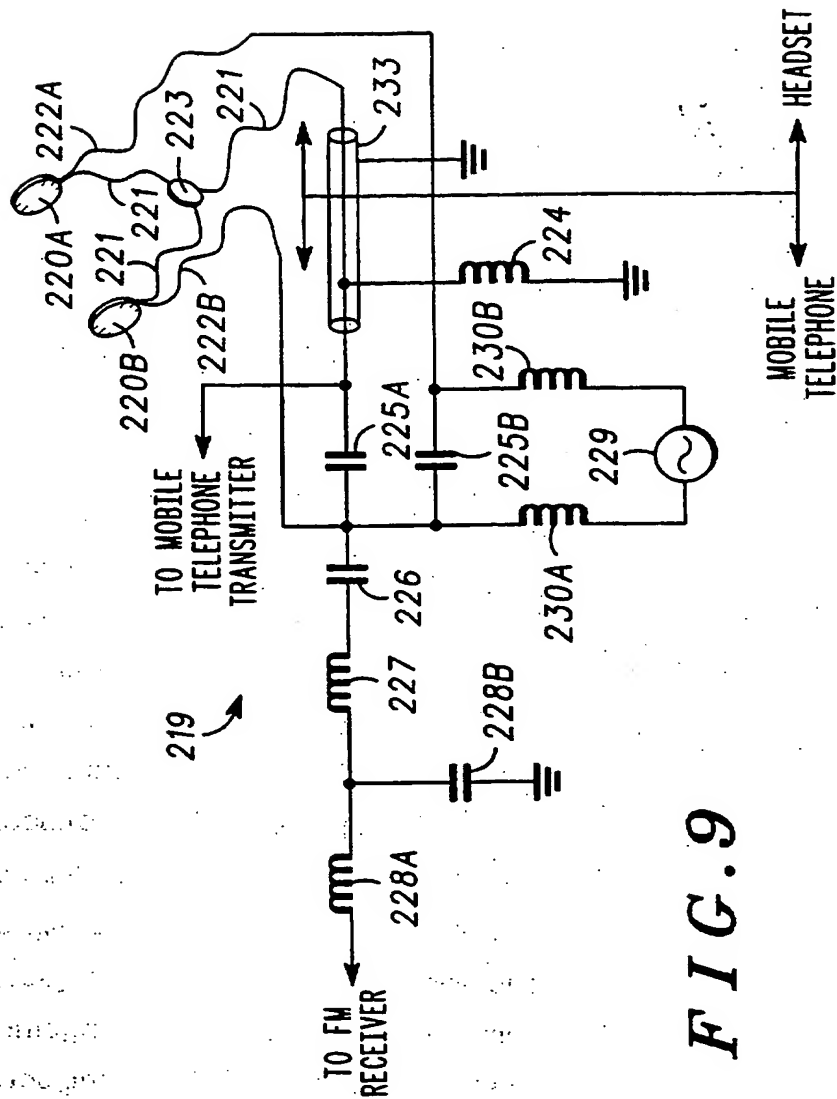 222A
223
221
220A
221
221
220B
222B
233
TO MOBILE
TELEPHONE
TRANSMITTER
225A
224
219
226
225B
230B
227
228B
230A
229
228A
TO FM
RECEIVER
MOBILE
TELEPHONE
HEADSET
FIG.9